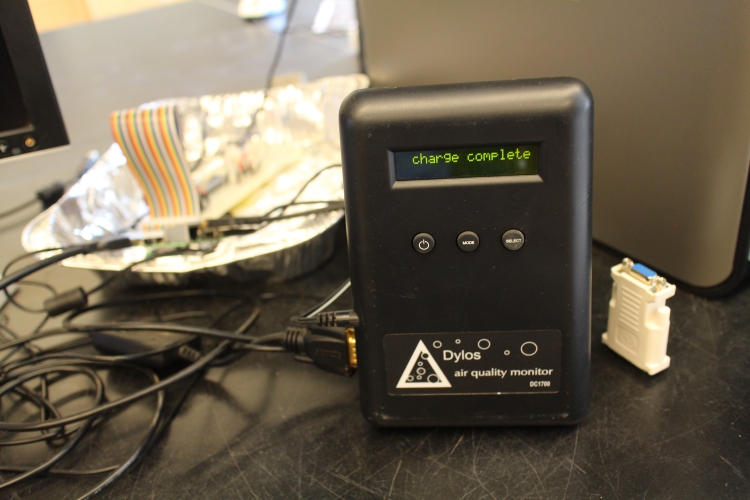 charge complete
MODE
SELECT
Dylos
air quality monitor
DC1700